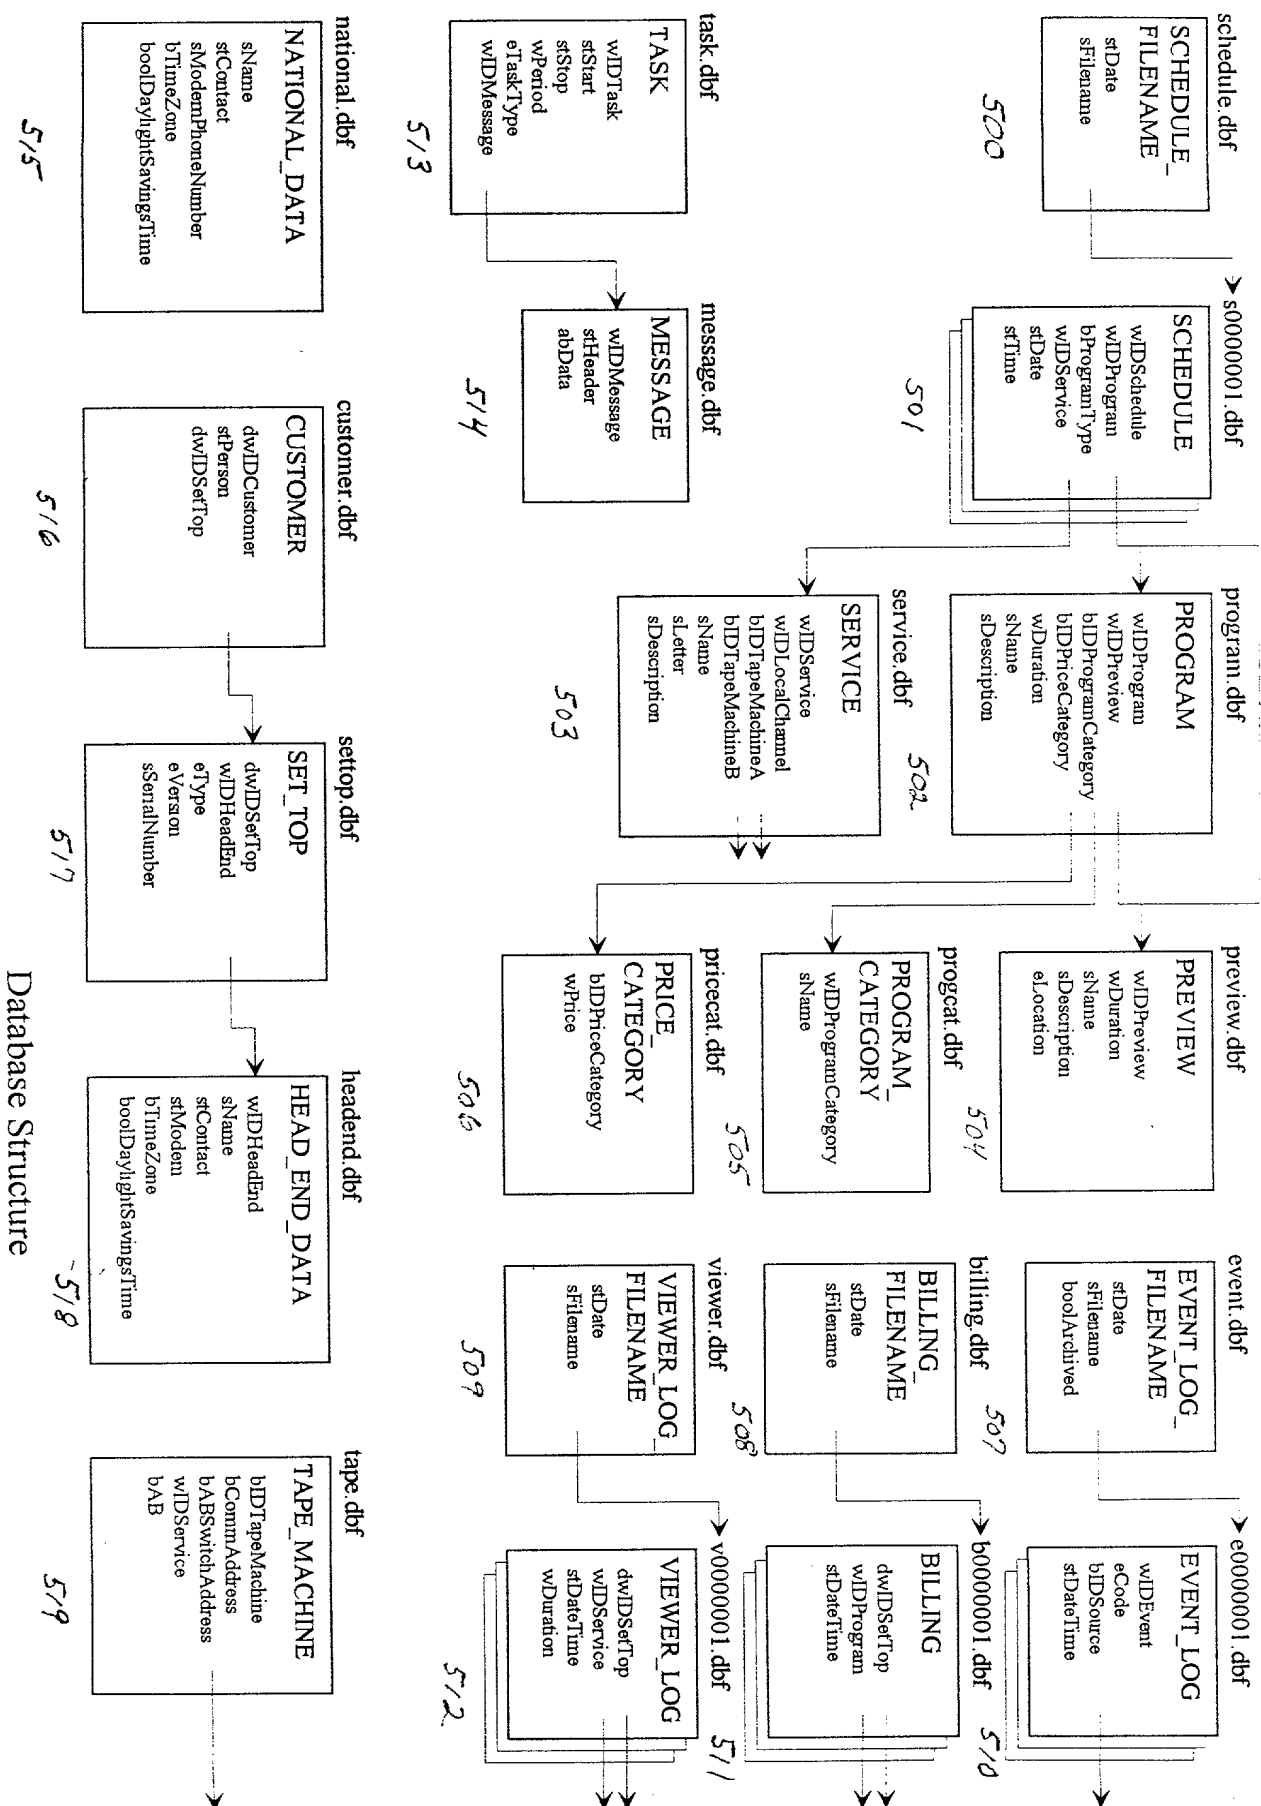 schedule.dbf
SCHEDULE_
FILENAME
stDate
sFilename
500
s0000001.dbf
SCHEDULE
wIDSchedule
wIDProgram
bProgramType
wIDService
stDate
stTime
501
program.dbf
PROGRAM
wIDProgram
wIDPreview
bIDProgramCategory
bIDPriceCategory
wDuration
sName
sDescription
502
preview.dbf
PREVIEW
wIDPreview
wDuration
sName
sDescription
eLocation
504
event.dbf
EVENT_LOG_
FILENAME
stDate
sFilename
boolArchived
507
e0000001.dbf
EVENT_LOG
wIDEvent
eCode
bIDSource
stDateTime
510
service.dbf
SERVICE
wIDService
wIDLocalChannel
bIDTapeMachineA
bIDTapeMachineB
sName
sLetter
sDescription
503
progcat.dbf
PROGRAM_
CATEGORY
wIDProgramCategory
sName
505
billing.dbf
BILLING_
FILENAME
stDate
sFilename
508
b0000001.dbf
BILLING
dwIDSetTop
wIDProgram
stDateTime
511
task.dbf
TASK
wIDTask
stStart
stStop
wPeriod
eTaskType
wIDMessage
513
message.dbf
MESSAGE
wIDMessage
stHeader
abData
514
pricecat.dbf
PRICE_
CATEGORY
bIDPriceCategory
wPrice
506
viewer.dbf
VIEWER_LOG_
FILENAME
stDate
sFilename
509
v0000001.dbf
VIEWER_LOG
dwIDSetTop
wIDService
stDateTime
wDuration
512
national.dbf
NATIONAL_DATA
sName
stContact
sModemPhoneNumber
bTimeZone
boolDaylightSavingsTime
515
customer.dbf
CUSTOMER
dwIDCustomer
stPerson
dwIDSetTop
516
settop.dbf
SET_TOP
dwIDSetTop
wIDHeadEnd
eType
eVersion
sSerialNumber
517
headend.dbf
HEAD_END_DATA
wIDHeadEnd
sName
stContact
stModem
bTimeZone
boolDaylightSavingsTime
518
tape.dbf
TAPE_MACHINE
bIDTapeMachine
bCommAddress
bABSwitchAddress
wIDService
bAB
519
Database Structure